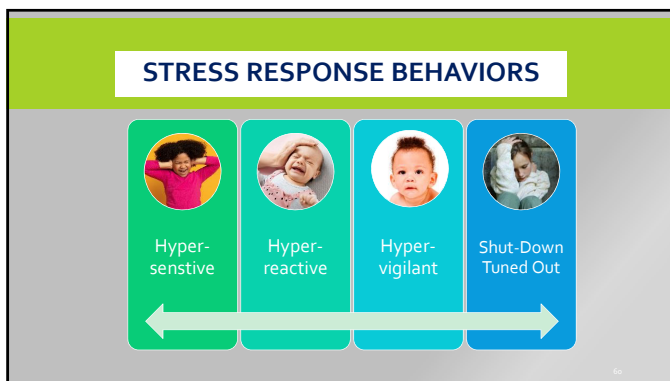 STRESS RESPONSE BEHAVIORS
Hyper-
senstive
Hyper-
reactive
Hyper-
vigilant
Shut-Down
Tuned Out